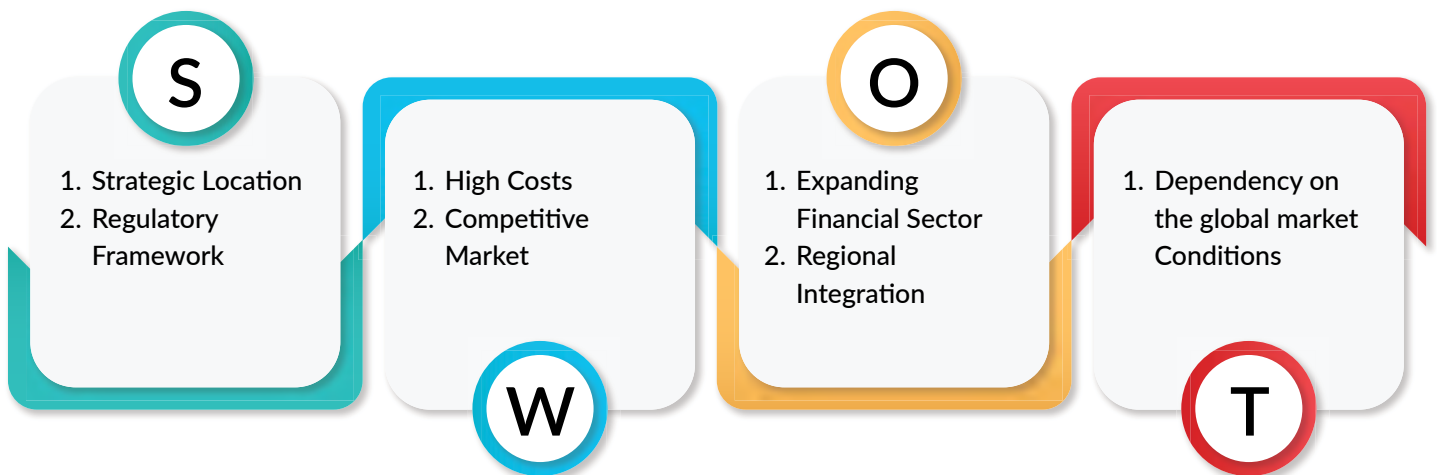 S
1. Strategic Location
2. Regulatory
Framework
W
1. High Costs
2. Competitive
Market
O
1. Expanding
Financial Sector
2. Regional
Integration
T
1. Dependency on
the global market
Conditions